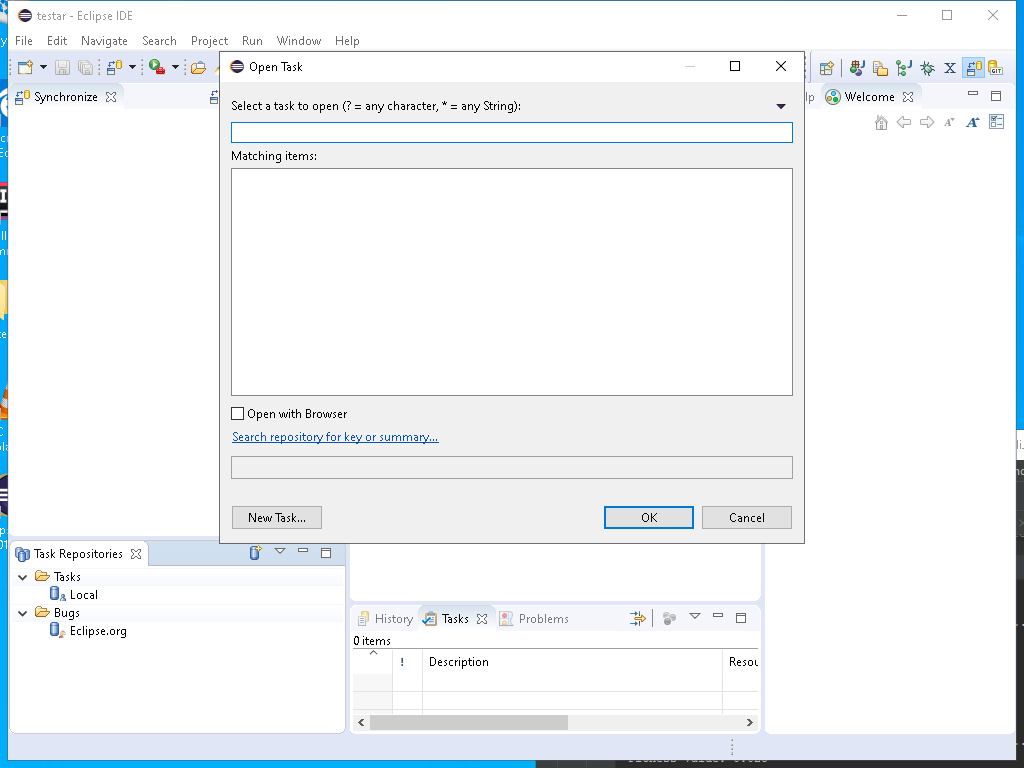 testar - Eclipse IDE
File Edit Navigate Search Project Run Window Help
Open Task
Synchronize
Welcome
Select a task to open (? = any character, * = any String):
Matching items:
Open with Browser
Search repository for key or summary...
New Task...
OK
Cancel
Task Repositories
Tasks
Local
Bugs
Eclipse.org
History
Tasks
Problems
0 items
!
Description
Resou